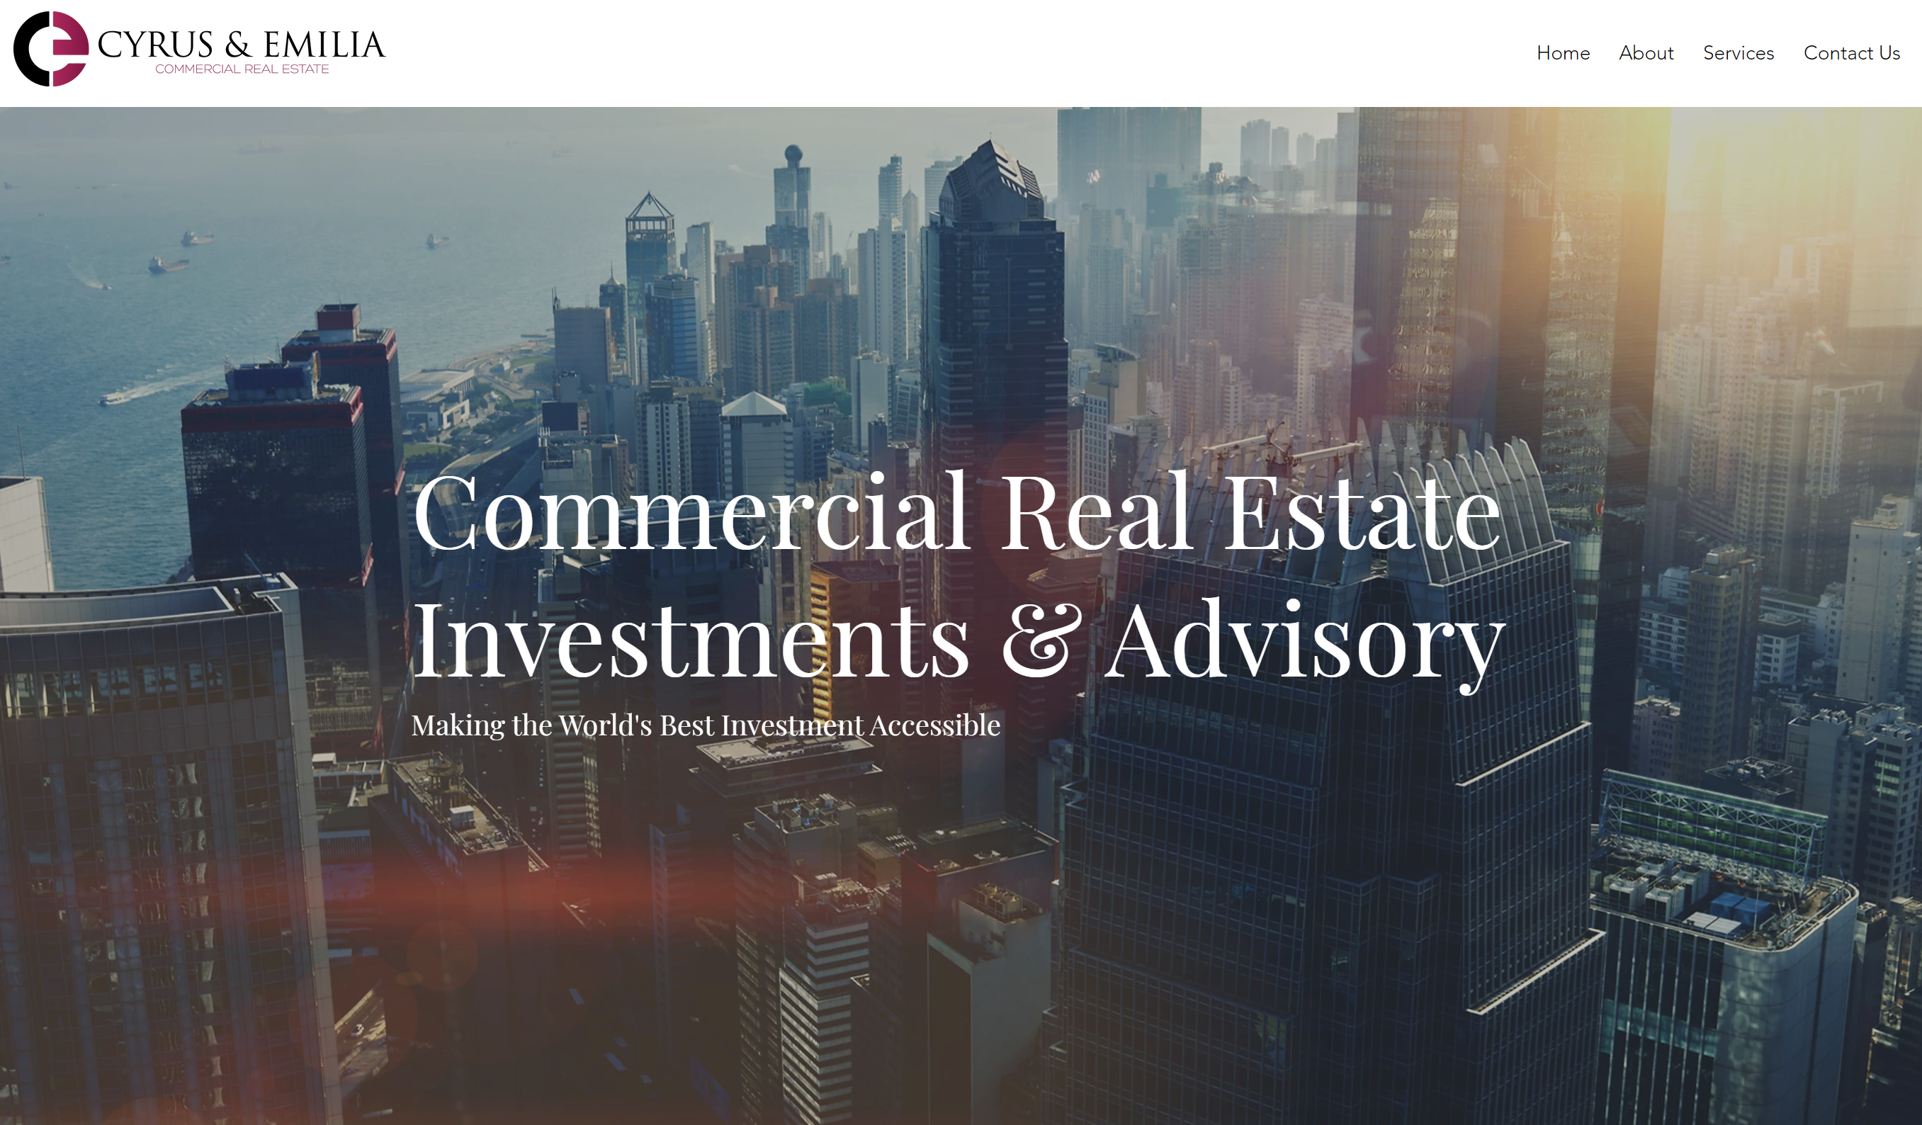 CYRUS & EMILIA
COMMERCIAL REAL ESTATE
Home About Services Contact Us
Commercial Real Estate
Investments & Advisory
Making the World's Best Investment Accessible